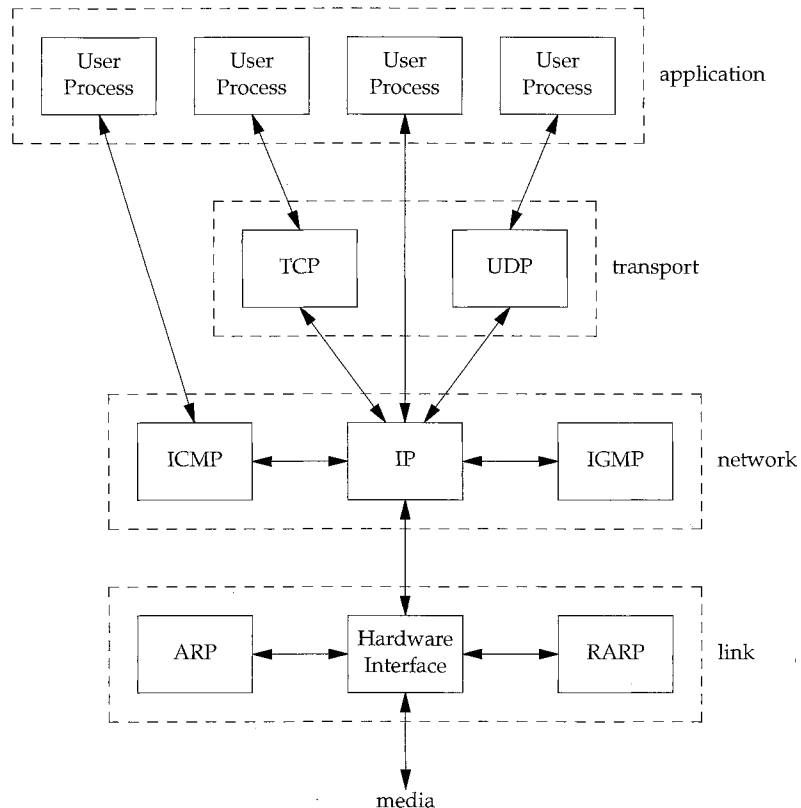 User
Process
User
Process
User
Process
User
Process
application
TCP
UDP
transport
ICMP
IP
IGMP
network
ARP
Hardware
Interface
RARP
link
media